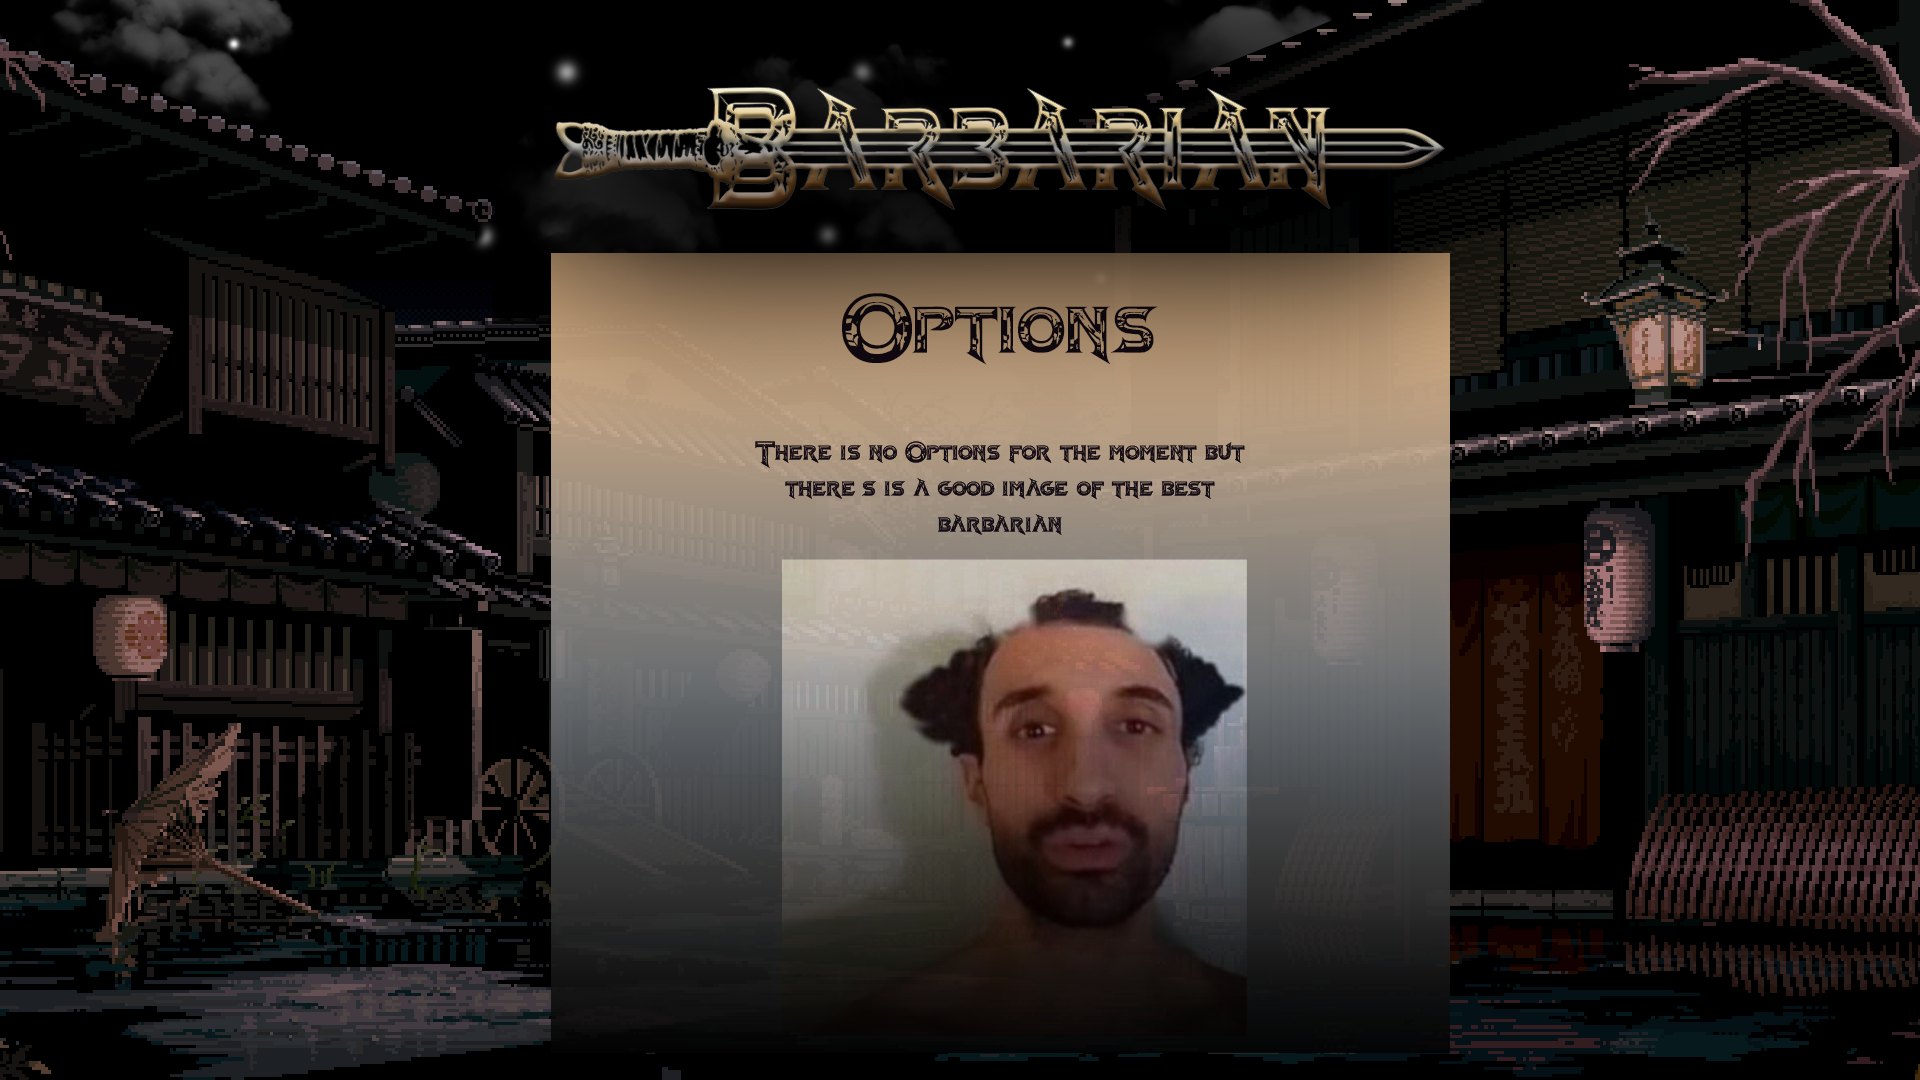 Barbarian
Options
There is no Options for the moment but
there s is a good image of the best
barbarian